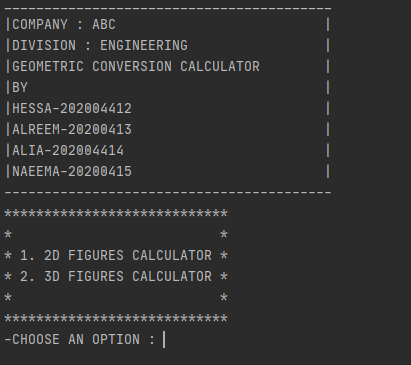 -----------------------------------------
|COMPANY : ABC                          |
|DIVISION : ENGINEERING                 |
|GEOMETRIC CONVERSION CALCULATOR        |
|BY                                     |
|HESSA-202004412                        |
|ALREEM-20200413                        |
|ALIA-202004414                         |
|NAEEMA-20200415                        |
-----------------------------------------
****************************
*                          *
* 1. 2D FIGURES CALCULATOR *
* 2. 3D FIGURES CALCULATOR *
*                          *
****************************
-CHOOSE AN OPTION :